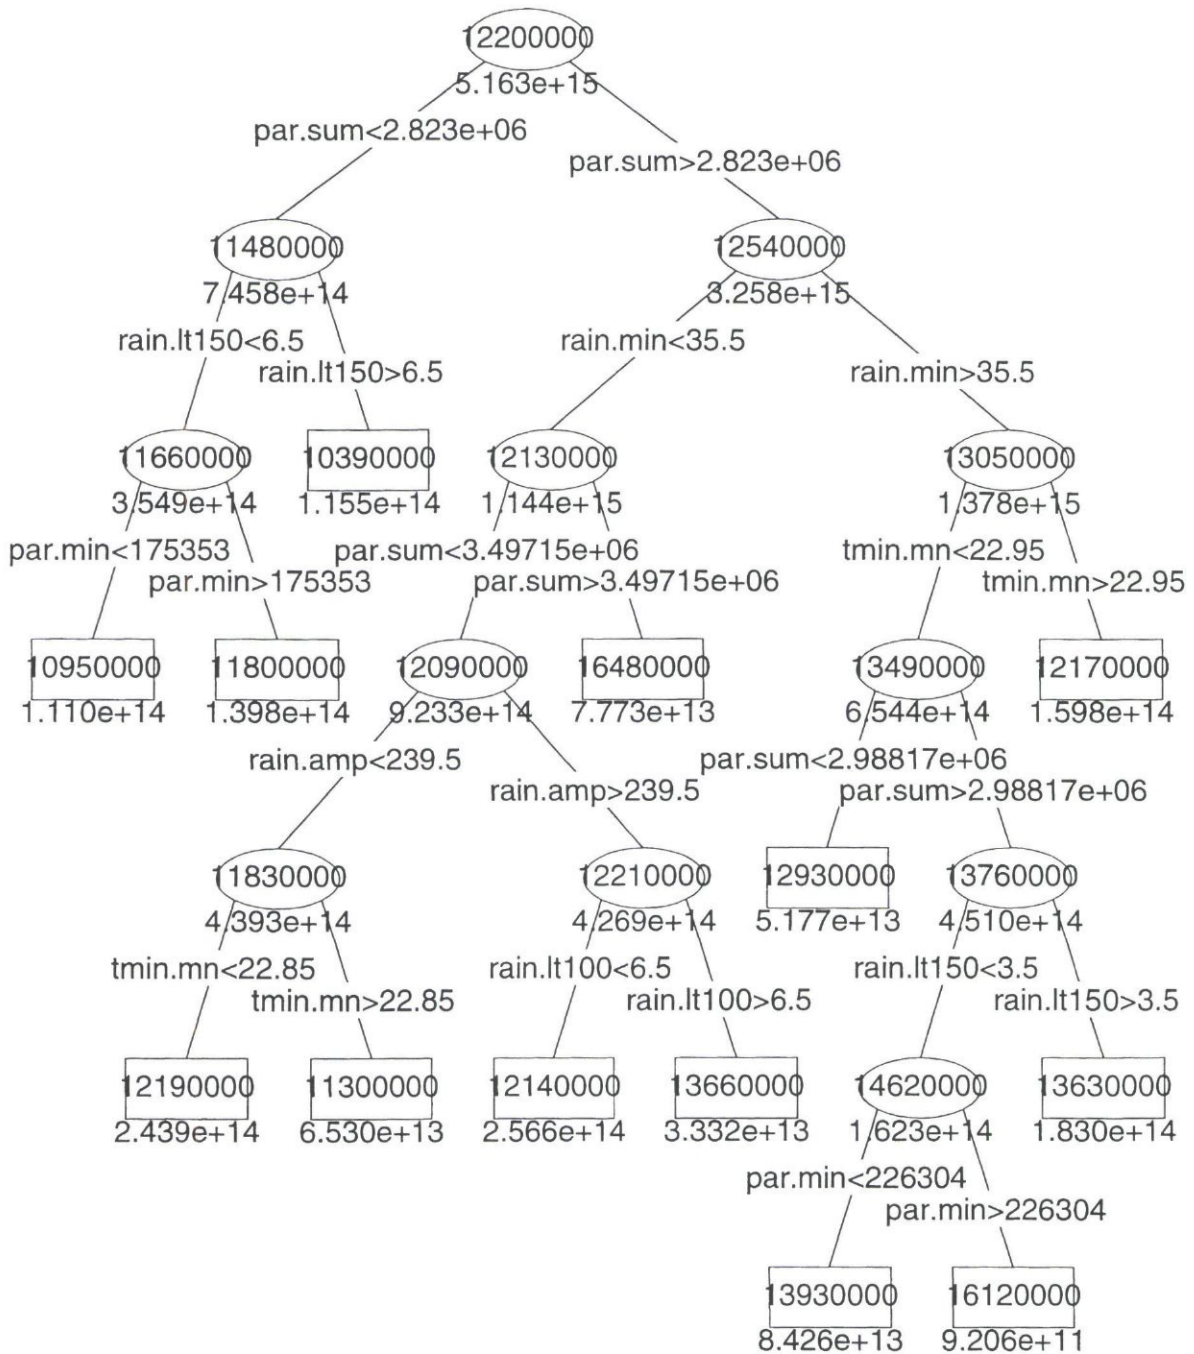 12200000
5.163e+15
par.sum<2.823e+06
par.sum>2.823e+06
11480000
12540000
7.458e+14
3.258e+15
rain.lt150<6.5
rain.min<35.5
rain.lt150>6.5
rain.min>35.5
11660000
10390000
12130000
13050000
3.549e+14
1.155e+14
1.144e+15
1.378e+15
par.min<175353
par.sum<3.49715e+06
tmin.mn<22.95
par.min>175353
par.sum>3.49715e+06
tmin.mn>22.95
10950000
11800000
12090000
16480000
13490000
12170000
1.110e+14
1.398e+14
9.233e+14
7.773e+13
6.544e+14
1.598e+14
rain.amp<239.5
par.sum<2.98817e+06
rain.amp>239.5
par.sum>2.98817e+06
11830000
12210000
12930000
13760000
4.393e+14
4.269e+14
5.177e+13
4.510e+14
tmin.mn<22.85
rain.lt100<6.5
rain.lt150<3.5
tmin.mn>22.85
rain.lt100>6.5
rain.lt150>3.5
12190000
11300000
12140000
13660000
14620000
13630000
2.439e+14
6.530e+13
2.566e+14
3.332e+13
1.623e+14
1.830e+14
par.min<226304
par.min>226304
13930000
16120000
8.426e+13
9.206e+11